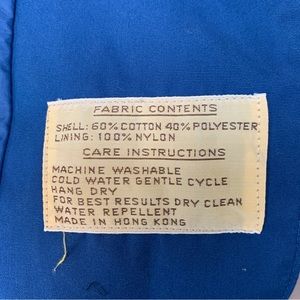 FABRIC CONTENTS
SHELL: 60% COTTON 40% POLYESTER
LINING: 100% NYLON
CARE INSTRUCTIONS
MACHINE WASHABLE
COLD WATER GENTLE CYCLE
HANG DRY
FOR BEST RESULTS DRY CLEAN
WATER REPELLENT
MADE IN HONG KONG